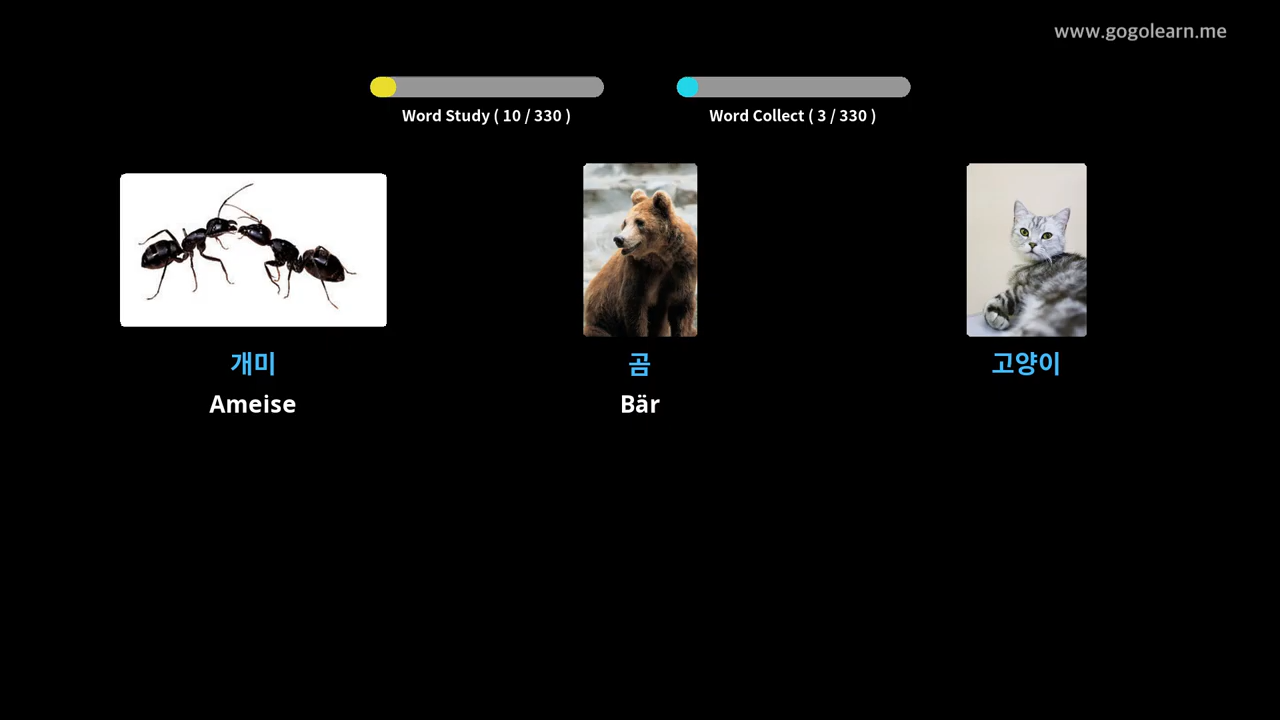 www.gogolearn.me
Word Study ( 10 / 330 )
Word Collect ( 3 / 330 )
개미
곰
고양이
Ameise
Bär